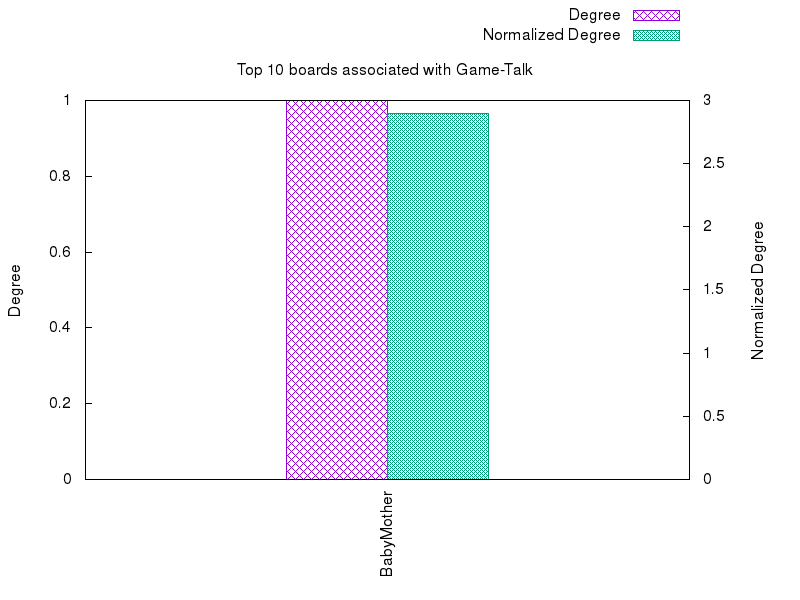 Degree
Normalized Degree
Top 10 boards associated with Game-Talk
1
0.8
0.6
0.4
0.2
0
Degree
3
2.5
2
1.5
1
0.5
0
Normalized Degree
BabyMother